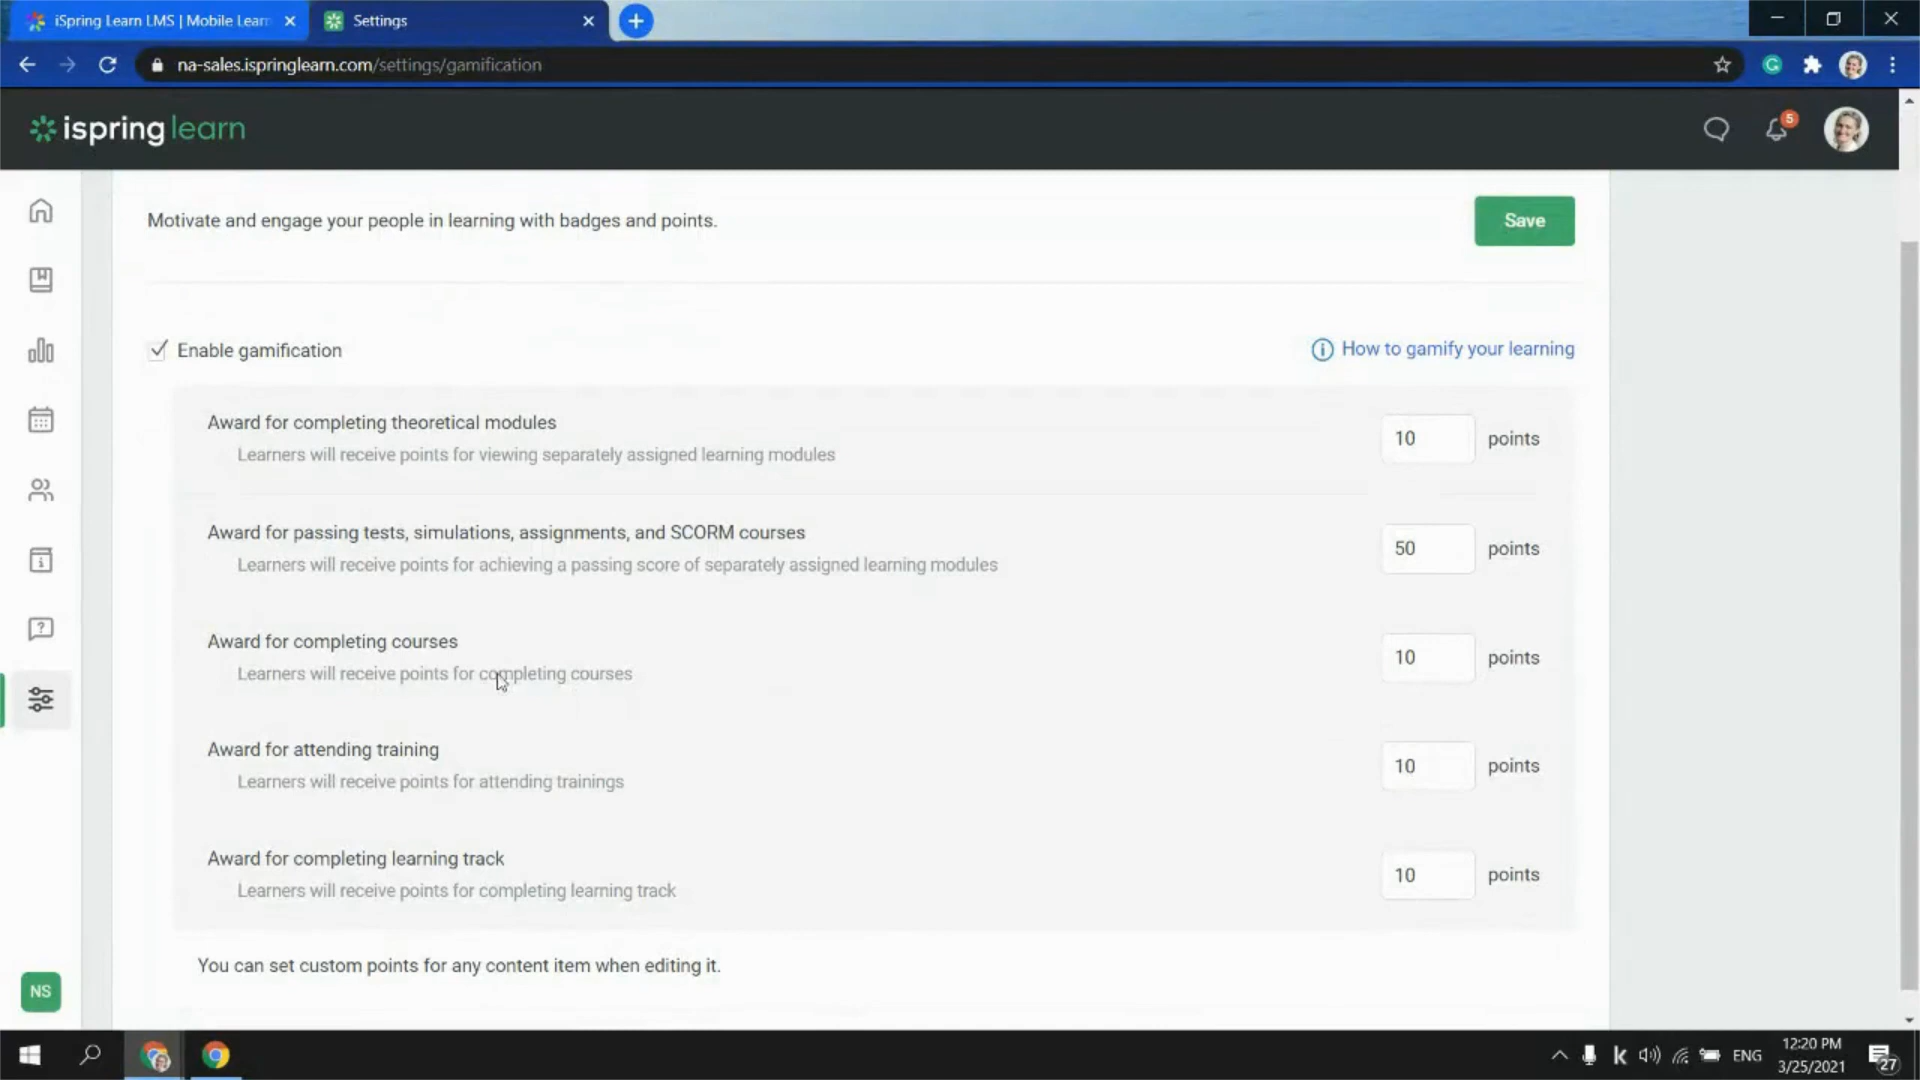 iSpring Learn LMS | Mobile Learn
Settings
na-sales.ispringlearn.com/settings/gamification
ispring learn
5
Motivate and engage your people in learning with badges and points.
Save
Enable gamification
How to gamify your learning
Award for completing theoretical modules
Learners will receive points for viewing separately assigned learning modules
10 points
Award for passing tests, simulations, assignments, and SCORM courses
Learners will receive points for achieving a passing score of separately assigned learning modules
50 points
Award for completing courses
Learners will receive points for completing courses
10 points
Award for attending training
Learners will receive points for attending trainings
10 points
Award for completing learning track
Learners will receive points for completing learning track
10 points
You can set custom points for any content item when editing it.
NS
ENG
12:20 PM
3/25/2021
27